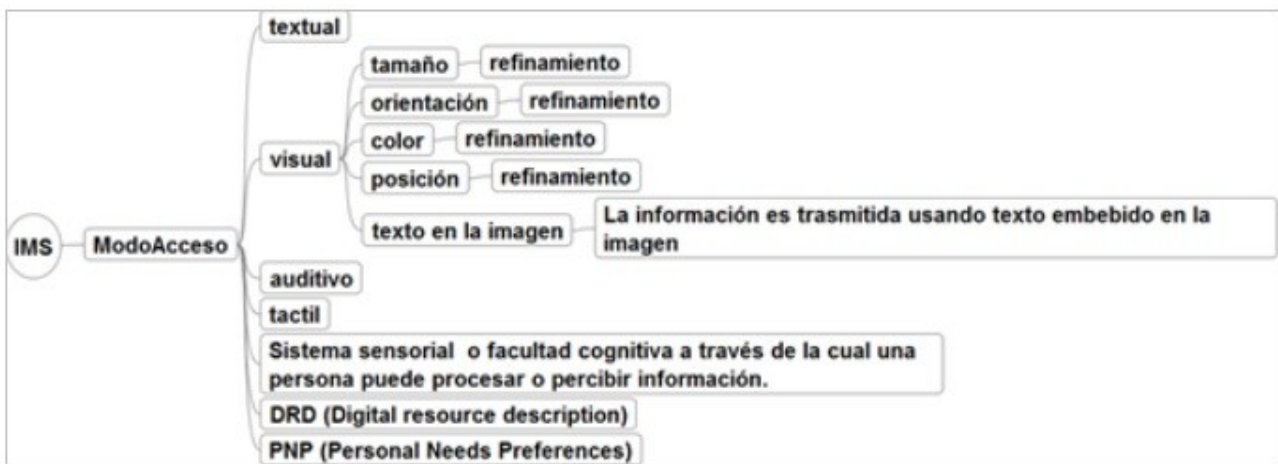 textual
tamaño
refinamiento
orientación
refinamiento
color
refinamiento
visual
posición
refinamiento
texto en la imagen
La información es trasmitida usando texto embebido en la
imagen
IMS
ModoAcceso
auditivo
tactil
Sistema sensorial o facultad cognitiva a través de la cual una
persona puede procesar o percibir información.
DRD (Digital resource description)
PNP (Personal Needs Preferences)